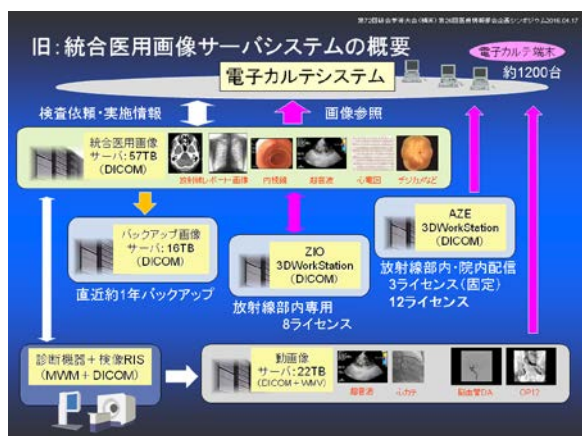 第72回総合学術大会(横浜) 第26回医療情報部会企画シンポジウム2016.04.17
旧：統合医用画像サーバシステムの概要
電子カルテ端末
約1200台
電子カルテシステム
検査依頼・実施情報
画像参照
統合医用画像
サーバ：57TB
(DICOM)
放射線レポート画像
内視鏡
超音波
心電図
デジカメなど
バックアップ画像
サーバ：16TB
(DICOM)
直近約1年バックアップ
ZIO
3DWorkStation
(DICOM)
放射線部内専用
8ライセンス
AZE
3DWorkStation
(DICOM)
放射線部内・院内配信
3ライセンス(固定)
12ライセンス
診断機器＋検像RIS
(MWM＋DICOM)
動画像
サーバ：22TB
(DICOM＋WMV)
超音波
心カテ
脳血管DA
OP12